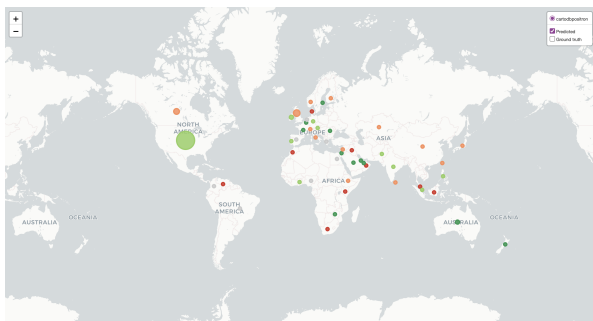 +
−
cartodbpositron
Predicted
Ground truth
NORTH
AMERICA
EUROPE
ASIA
AFRICA
SOUTH
AMERICA
AUSTRALIA
OCEANIA
AUSTRALIA
OCEANIA